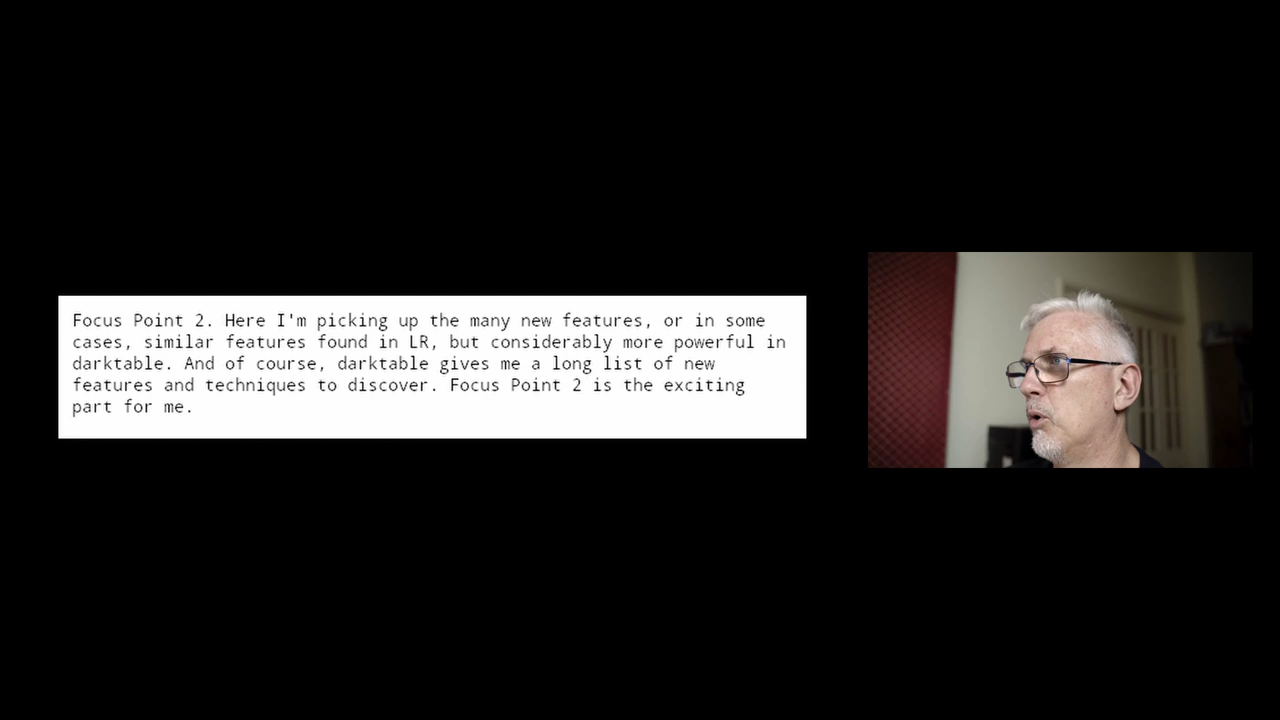 Focus Point 2. Here I'm picking up the many new features, or in some
cases, similar features found in LR, but considerably more powerful in
darktable. And of course, darktable gives me a long list of new
features and techniques to discover. Focus Point 2 is the exciting
part for me.